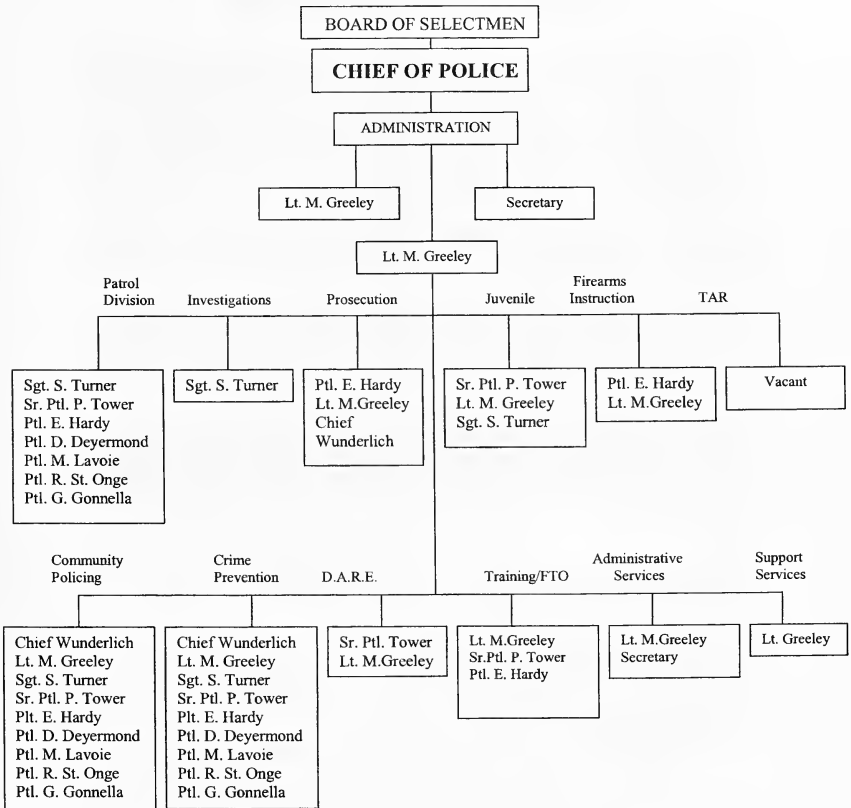 BOARD OF SELECTMEN
CHIEF OF POLICE
ADMINISTRATION
Lt. M. Greeley
Secretary
Lt. M. Greeley
Patrol
Division
Investigations
Prosecution
Juvenile
Firearms
Instruction
TAR
Sgt. S. Turner
Sr. Ptl. P. Tower
Ptl. E. Hardy
Ptl. D. Deyermond
Ptl. M. Lavoie
Ptl. R. St. Onge
Ptl. G. Gonnella
Sgt. S. Turner
Ptl. E. Hardy
Lt. M.Greeley
Chief
Wunderlich
Sr. Ptl. P. Tower
Lt. M. Greeley
Sgt. S. Turner
Ptl. E. Hardy
Lt. M.Greeley
Vacant
Community
Policing
Crime
Prevention
D.A.R.E.
Training/FTO
Administrative
Services
Support
Services
Chief Wunderlich
Lt. M. Greeley
Sgt. S. Turner
Sr. Ptl. P. Tower
Plt. E. Hardy
Ptl. D. Deyermond
Ptl. M. Lavoie
Ptl. R. St. Onge
Ptl. G. Gonnella
Chief Wunderlich
Lt. M. Greeley
Sgt. S. Turner
Sr. Ptl. P. Tower
Plt. E. Hardy
Ptl. D. Deyermond
Ptl. M. Lavoie
Ptl. R. St. Onge
Ptl. G. Gonnella
Sr. Ptl. Tower
Lt. M.Greeley
Lt. M.Greeley
Sr.Ptl. P. Tower
Ptl. E. Hardy
Lt. M.Greeley
Secretary
Lt. Greeley